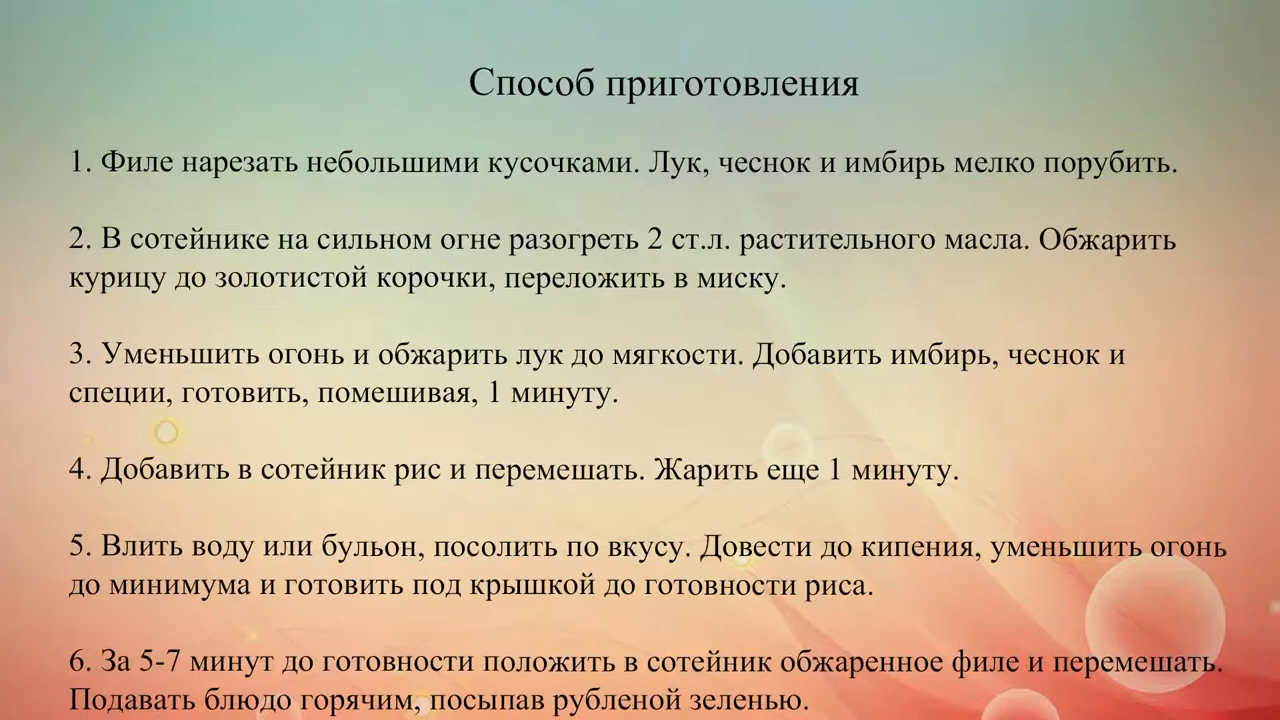 Способ приготовления
1. Филе нарезать небольшими кусочками. Лук, чеснок и имбирь мелко порубить.
2. В сотейнике на сильном огне разогреть 2 ст.л. растительного масла. Обжарить
курицу до золотистой корочки, переложить в миску.
3. Уменьшить огонь и обжарить лук до мягкости. Добавить имбирь, чеснок и
специи, готовить, помешивая, 1 минуту.
4. Добавить в сотейник рис и перемешать. Жарить еще 1 минуту.
5. Влить воду или бульон, посолить по вкусу. Довести до кипения, уменьшить огонь
до минимума и готовить под крышкой до готовности риса.
6. За 5-7 минут до готовности положить в сотейник обжаренное филе и перемешать.
Подавать блюдо горячим, посыпав рубленой зеленью.